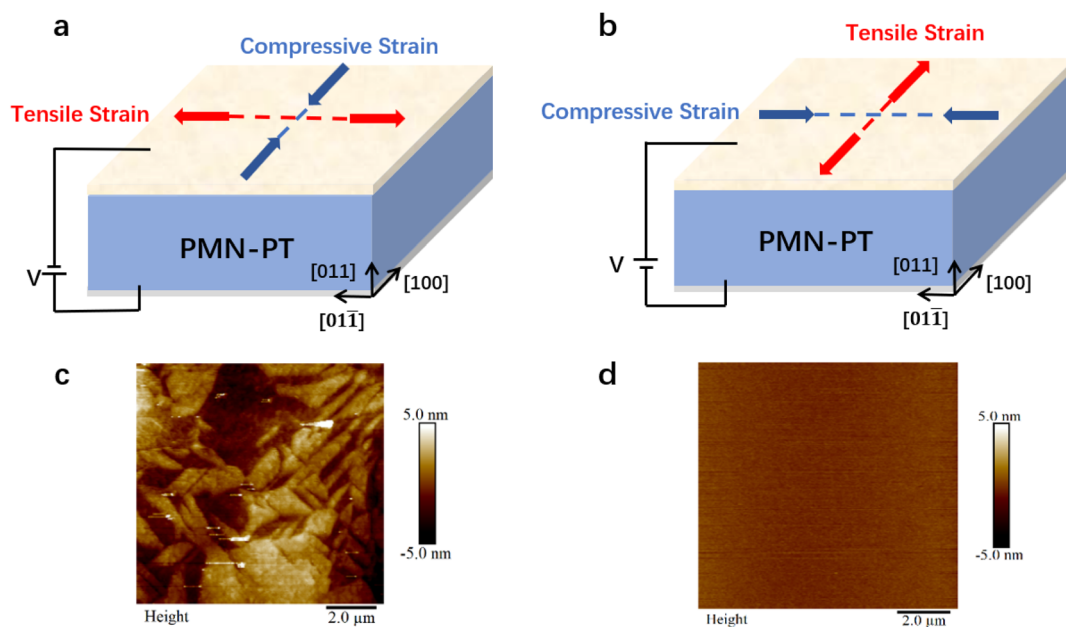 a
Compressive Strain
Tensile Strain
PMN-PT
V
[011]
[100]
[011̅]
b
Tensile Strain
Compressive Strain
PMN-PT
V
[011]
[100]
[011̅]
c
5.0 nm
-5.0 nm
Height
2.0 µm
d
5.0 nm
-5.0 nm
Height
2.0 µm